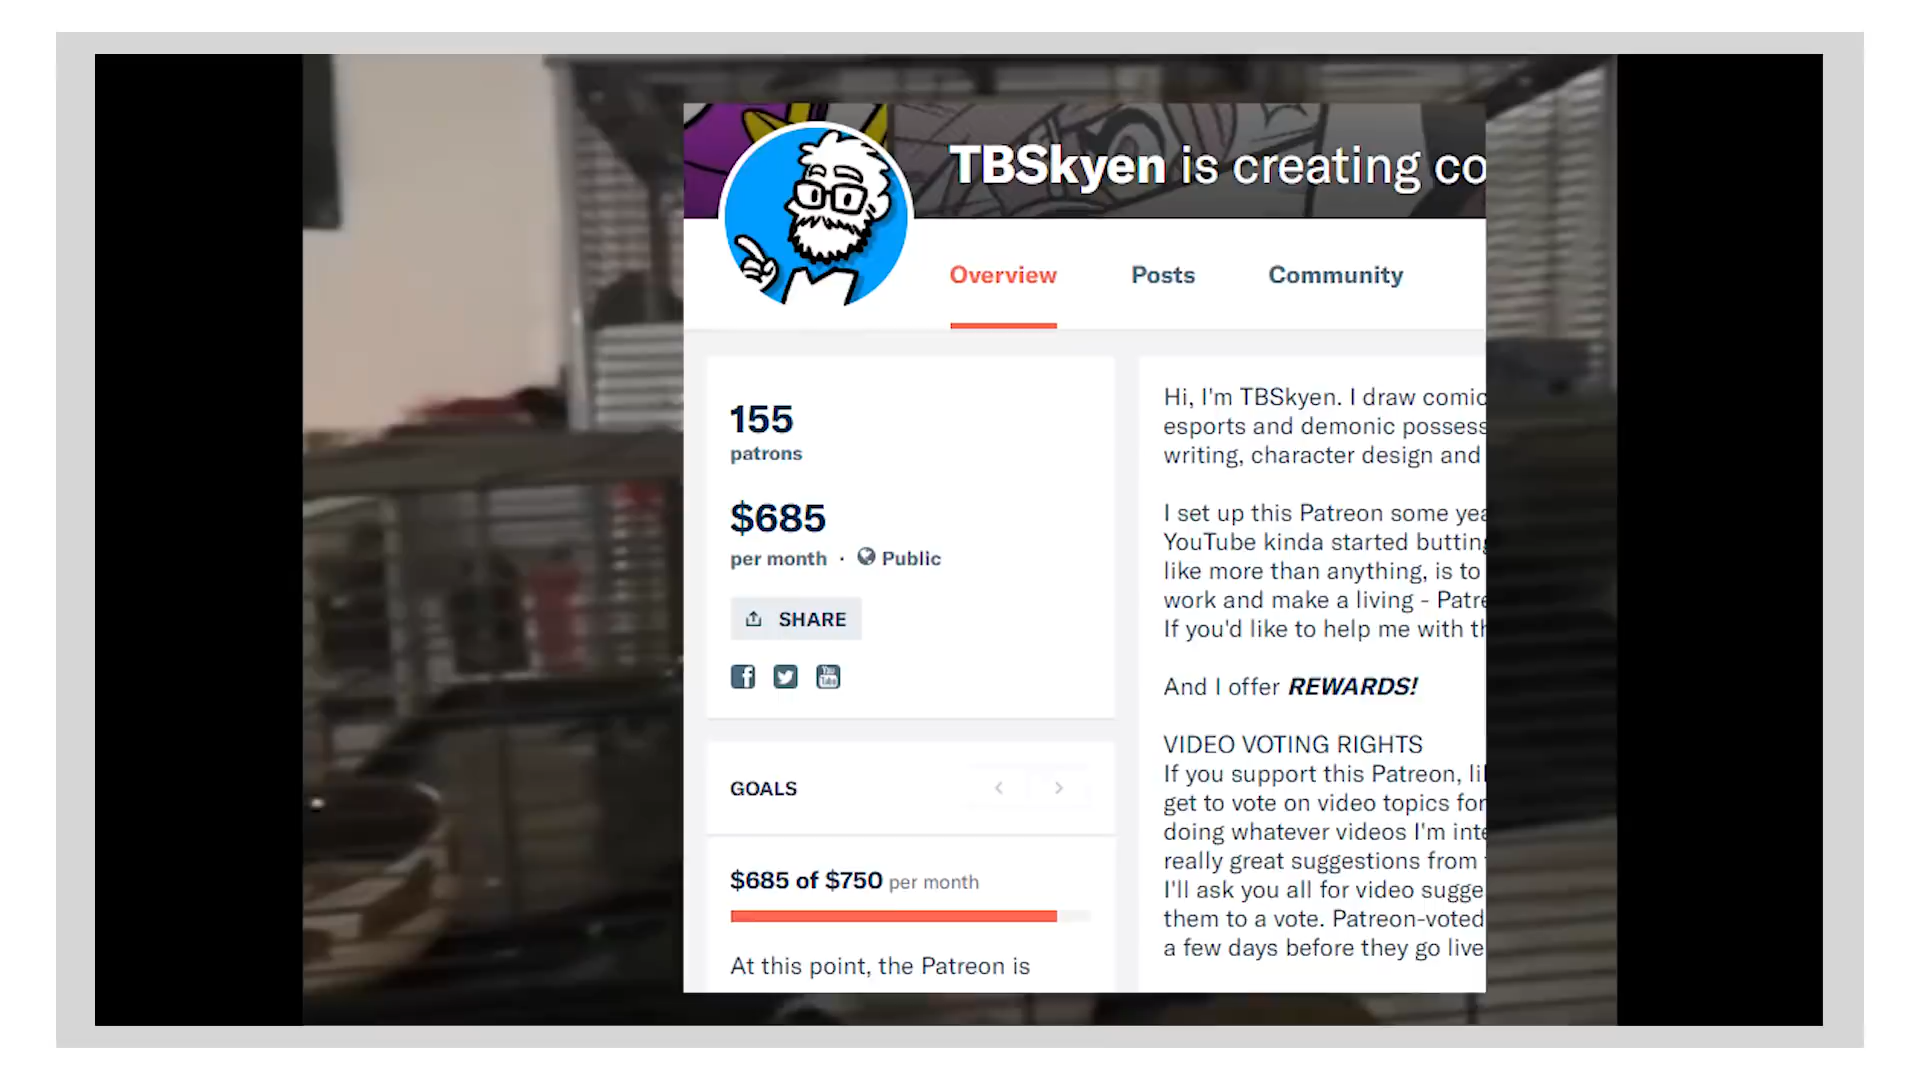 TBSkyen is creating co
Overview
Posts
Community
155
patrons
$685
per month · Public
SHARE
GOALS
$685 of $750 per month
At this point, the Patreon is
Hi, I'm TBSkyen. I draw comic
esports and demonic possess
writing, character design and
I set up this Patreon some yea
YouTube kinda started butting
like more than anything, is to
work and make a living - Patre
If you'd like to help me with th
And I offer REWARDS!
VIDEO VOTING RIGHTS
If you support this Patreon, lil
get to vote on video topics for
doing whatever videos I'm inte
really great suggestions from
I'll ask you all for video sugge
them to a vote. Patreon-voted
a few days before they go live